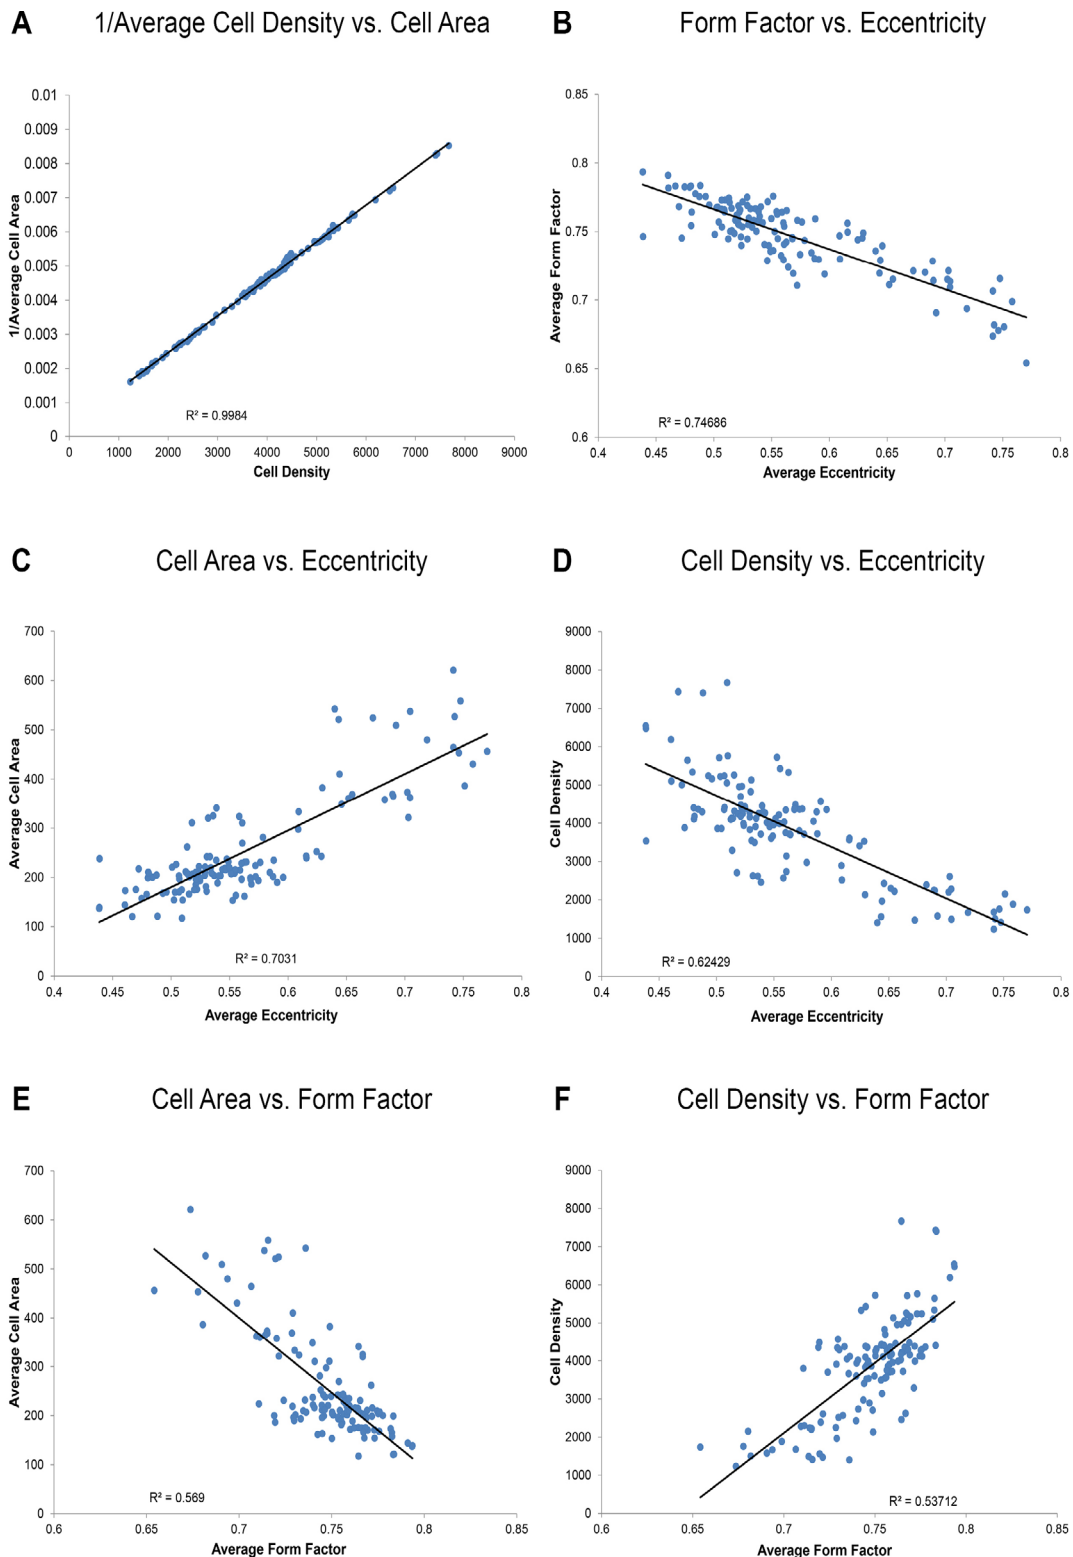 A 1/Average Cell Density vs. Cell Area
0.01
0.009
0.008
0.007
0.006
0.005
0.004
0.003
0.002
0.001
0
1/Average Cell Area
R² = 0.9984
0 1000 2000 3000 4000 5000 6000 7000 8000 9000
Cell Density
B Form Factor vs. Eccentricity
0.85
0.8
0.75
0.7
0.65
0.6
Average Form Factor
R² = 0.74686
0.4 0.45 0.5 0.55 0.6 0.65 0.7 0.75 0.8
Average Eccentricity
C Cell Area vs. Eccentricity
700
600
500
400
300
200
100
0
Average Cell Area
R² = 0.7031
0.4 0.45 0.5 0.55 0.6 0.65 0.7 0.75 0.8
Average Eccentricity
D Cell Density vs. Eccentricity
9000
8000
7000
6000
5000
4000
3000
2000
1000
0
Cell Density
R² = 0.62429
0.4 0.45 0.5 0.55 0.6 0.65 0.7 0.75 0.8
Average Eccentricity
E Cell Area vs. Form Factor
700
600
500
400
300
200
100
0
Average Cell Area
R² = 0.569
0.6 0.65 0.7 0.75 0.8 0.85
Average Form Factor
F Cell Density vs. Form Factor
9000
8000
7000
6000
5000
4000
3000
2000
1000
0
Cell Density
R² = 0.53712
0.6 0.65 0.7 0.75 0.8 0.85
Average Form Factor